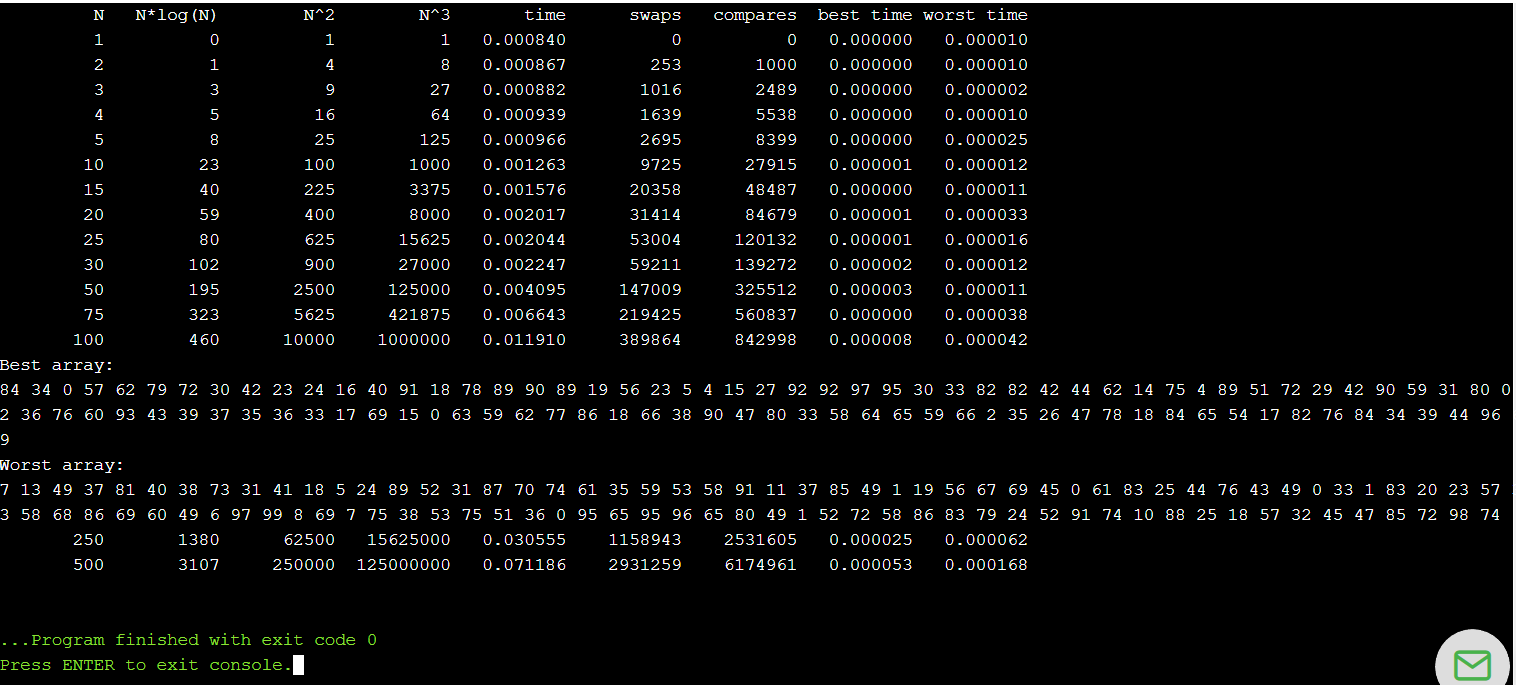 N N*log(N) N^2 N^3 time swaps compares best time worst time
1 0 1 1 0.000840 0 0 0.000000 0.000010
2 1 4 8 0.000867 253 1000 0.000000 0.000010
3 3 9 27 0.000882 1016 2489 0.000000 0.000002
4 5 16 64 0.000939 1639 5538 0.000000 0.000010
5 8 25 125 0.000966 2695 8399 0.000000 0.000025
10 23 100 1000 0.001263 9725 27915 0.000001 0.000012
15 40 225 3375 0.001576 20358 48487 0.000000 0.000011
20 59 400 8000 0.002017 31414 84679 0.000001 0.000033
25 80 625 15625 0.002044 53004 120132 0.000001 0.000016
30 102 900 27000 0.002247 59211 139272 0.000002 0.000012
50 195 2500 125000 0.004095 147009 325512 0.000003 0.000011
75 323 5625 421875 0.006643 219425 560837 0.000000 0.000038
100 460 10000 1000000 0.011910 389864 842998 0.000008 0.000042
Best array:
84 34 0 57 62 79 72 30 42 23 24 16 40 91 18 78 89 90 89 19 56 23 5 4 15 27 92 92 97 95 30 33 82 82 42 44 62 14 75 4 89 51 72 29 42 90 59 31 80 0
2 36 76 60 93 43 39 37 35 36 33 17 69 15 0 63 59 62 77 86 18 66 38 90 47 80 33 58 64 65 59 66 2 35 26 47 78 18 84 65 54 17 82 76 84 34 39 44 96
9
Worst array:
7 13 49 37 81 40 38 73 31 41 18 5 24 89 52 31 87 70 74 61 35 59 53 58 91 11 37 85 49 1 19 56 67 69 45 0 61 83 25 44 76 43 49 0 33 1 83 20 23 57
3 58 68 86 69 60 49 6 97 99 8 69 7 75 38 53 75 51 36 0 95 65 95 96 65 80 49 1 52 72 58 86 83 79 24 52 91 74 10 88 25 18 57 32 45 47 85 72 98 74
250 1380 62500 15625000 0.030555 1158943 2531605 0.000025 0.000062
500 3107 250000 125000000 0.071186 2931259 6174961 0.000053 0.000168
...Program finished with exit code 0
Press ENTER to exit console.